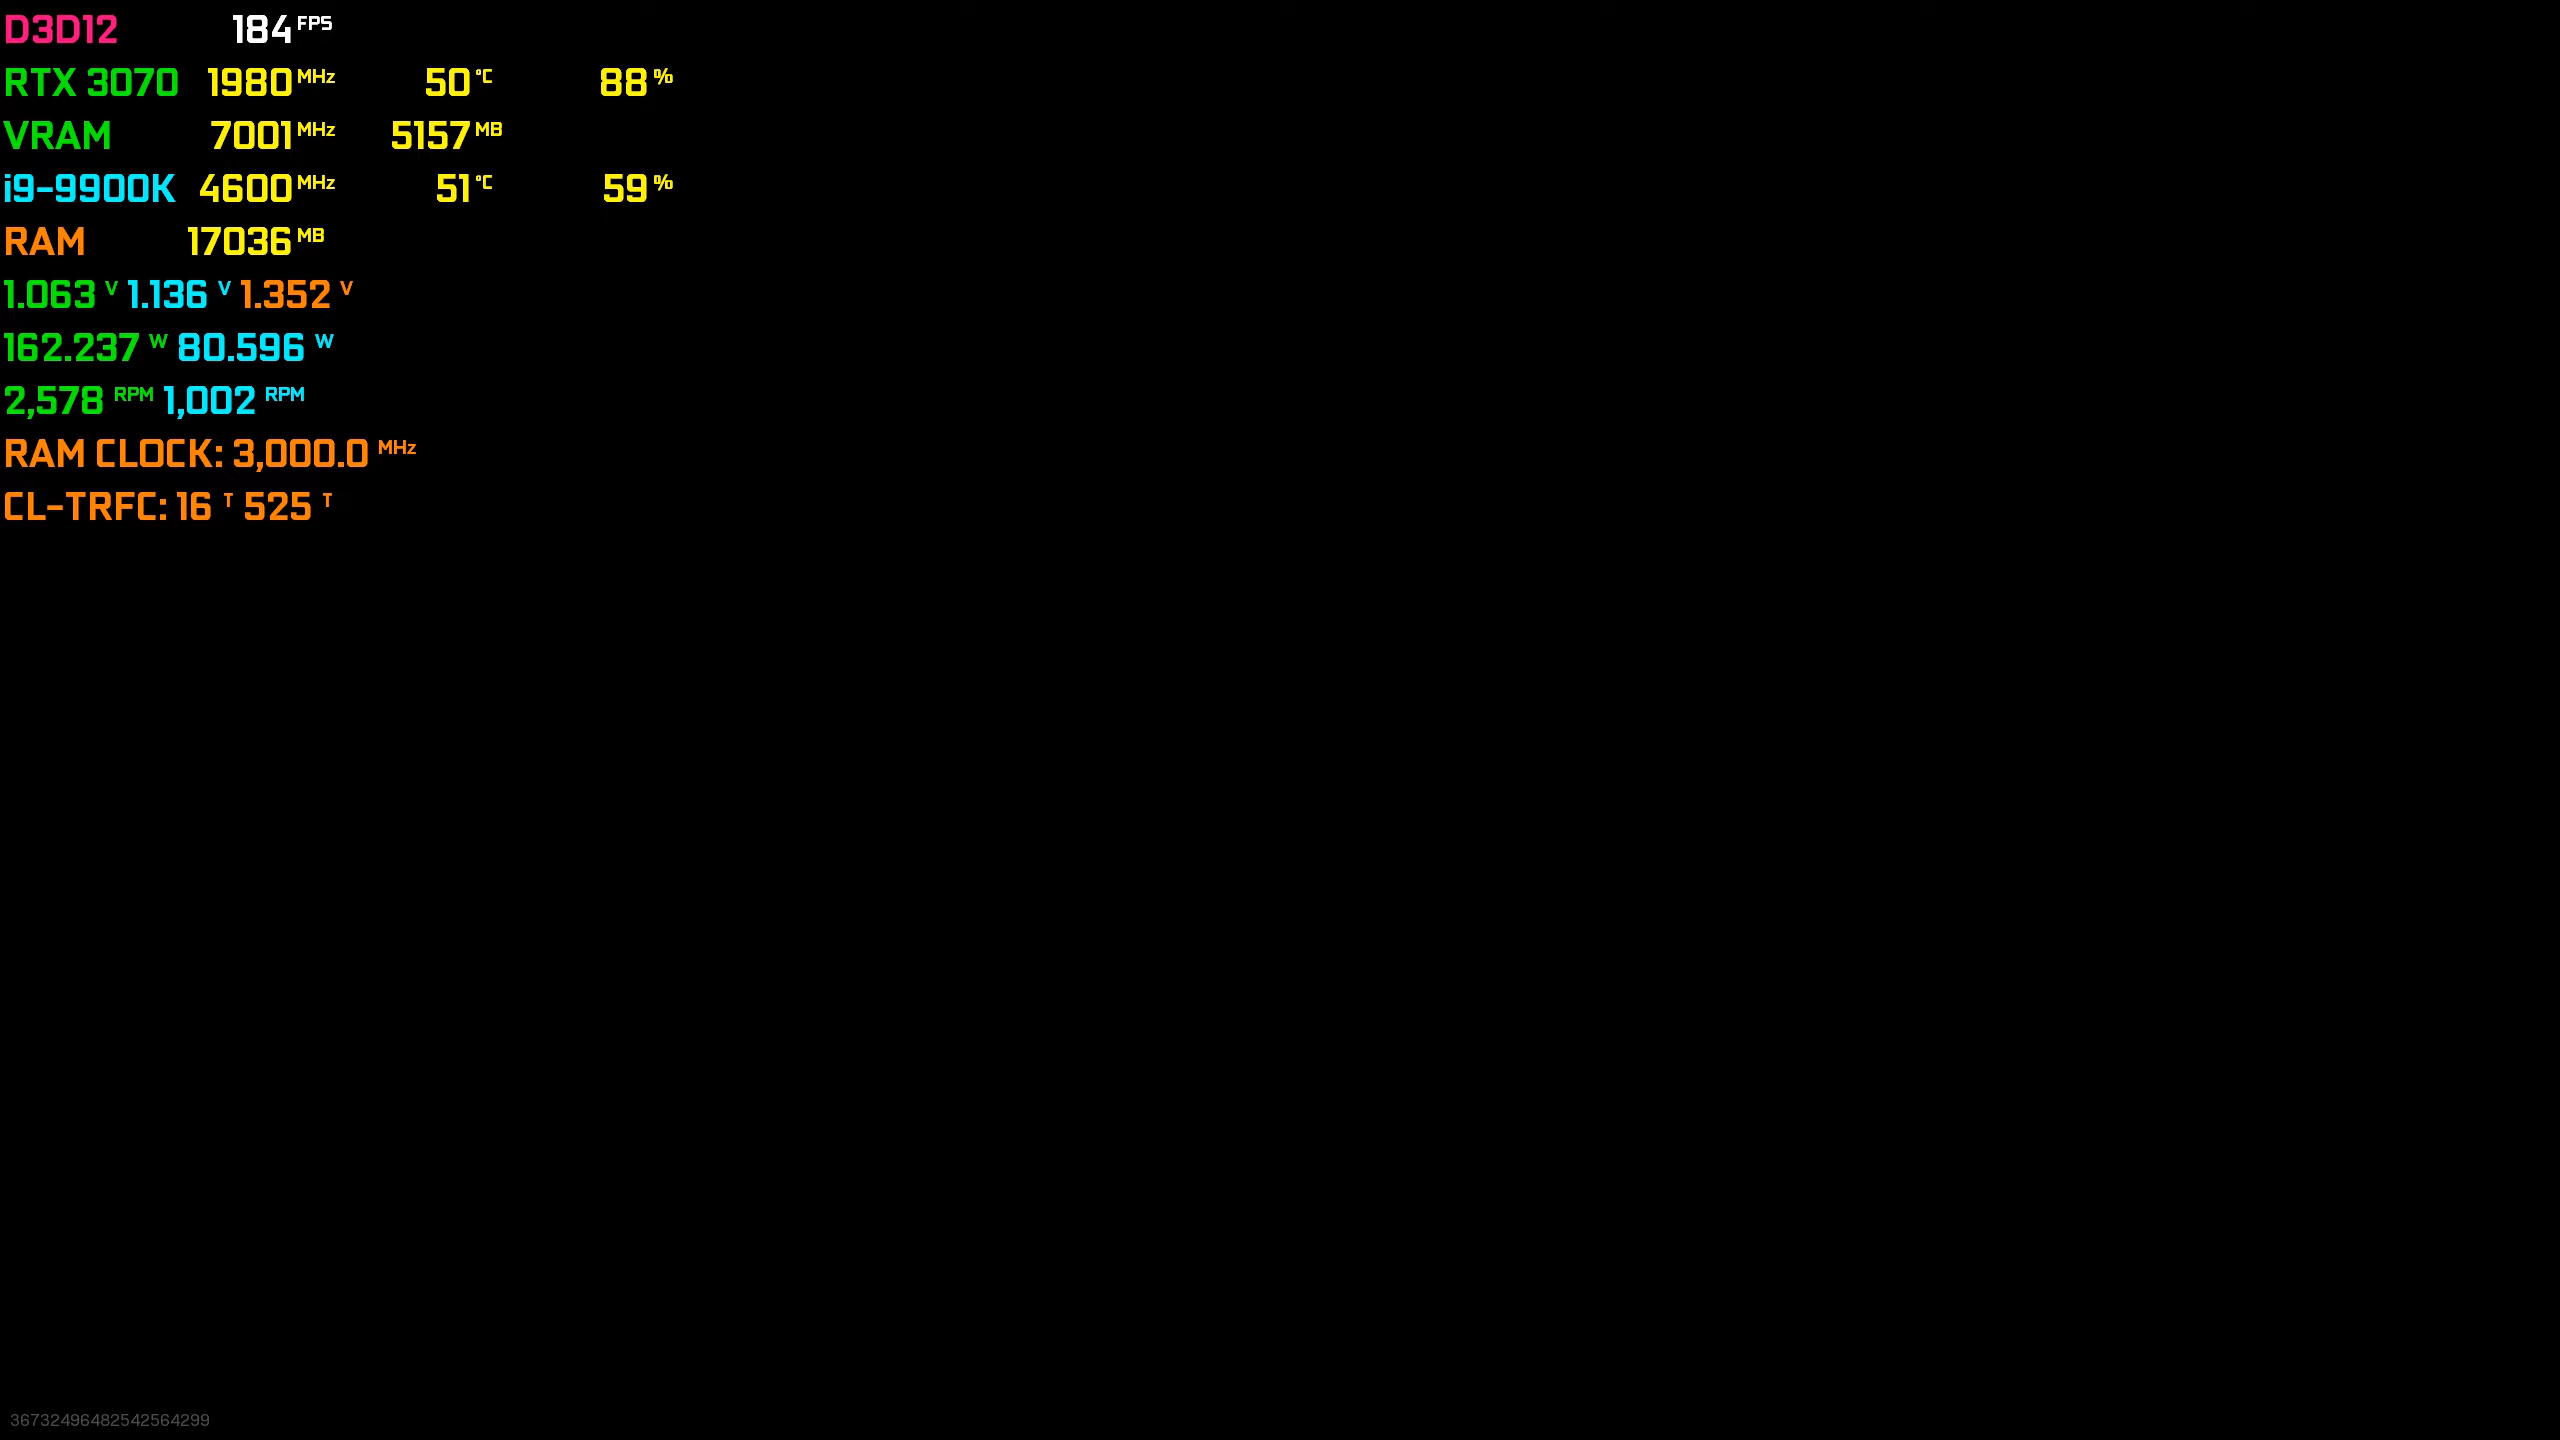 D3D12 184 FPS
RTX 3070 1980 MHz 50 °C 88 %
VRAM 7001 MHz 5157 MB
i9-9900K 4600 MHz 51 °C 59 %
RAM 17036 MB
1.063 V 1.136 V 1.352 V
162.237 W 80.596 W
2,578 RPM 1,002 RPM
RAM CLOCK: 3,000.0 MHz
CL-TRFC: 16 T 525 T
36732496482542564299